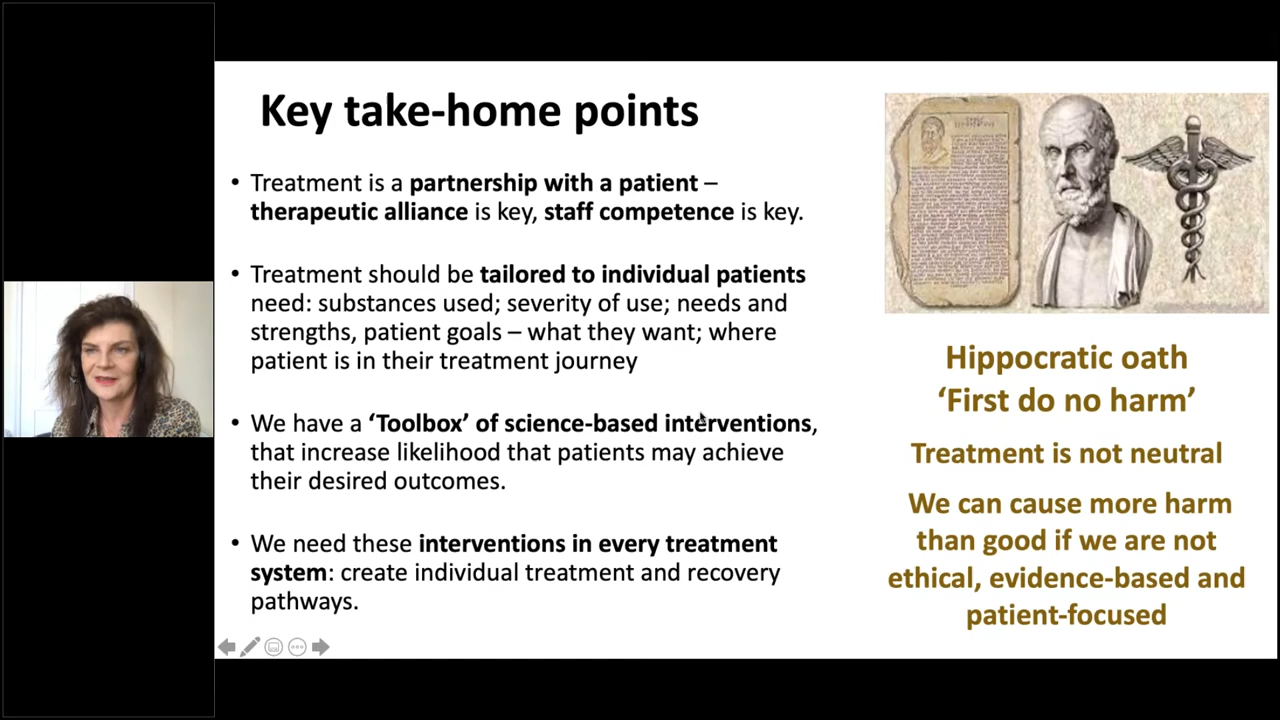 Key take-home points
• Treatment is a partnership with a patient –
therapeutic alliance is key, staff competence is key.
• Treatment should be tailored to individual patients
need: substances used; severity of use; needs and
strengths, patient goals – what they want; where
patient is in their treatment journey
• We have a ‘Toolbox’ of science-based interventions,
that increase likelihood that patients may achieve
their desired outcomes.
• We need these interventions in every treatment
system: create individual treatment and recovery
pathways.
Hippocratic oath
‘First do no harm’
Treatment is not neutral
We can cause more harm
than good if we are not
ethical, evidence-based and
patient-focused